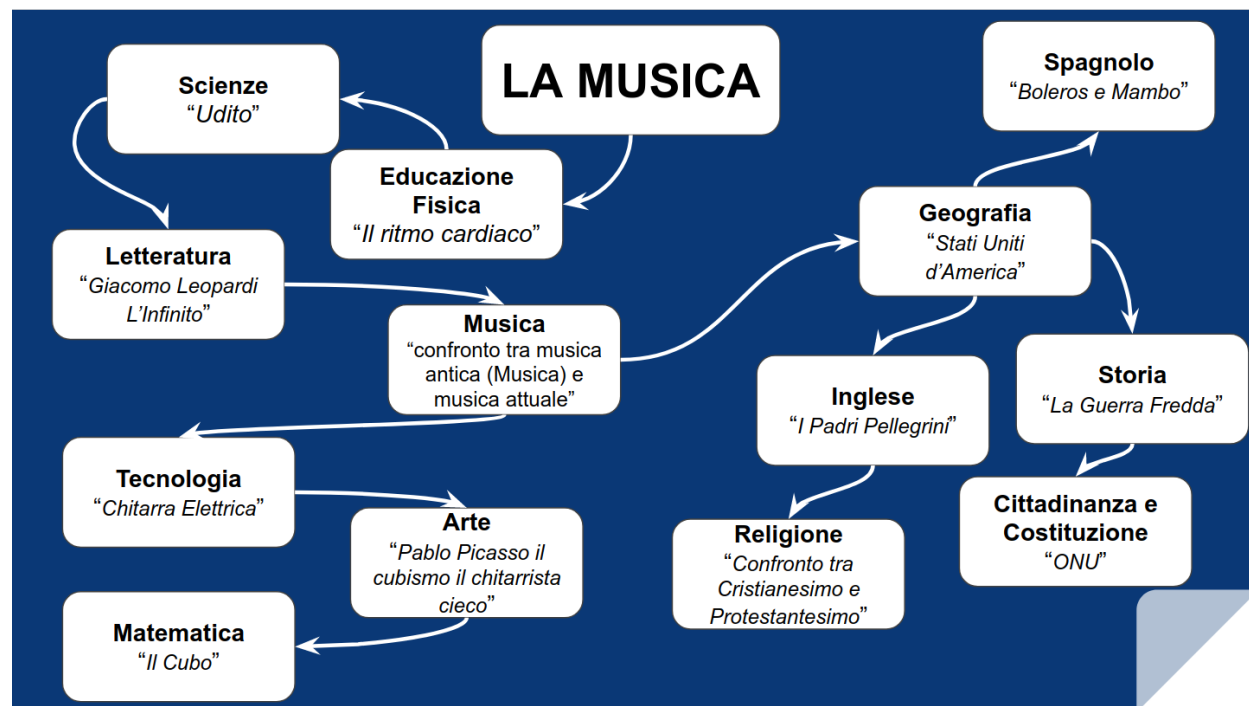 LA MUSICA
Educazione
Fisica
“Il ritmo cardiaco”
Scienze
“Udito”
Letteratura
“Giacomo Leopardi
L’Infinito”
Musica
“confronto tra musica
antica (Musica) e
musica attuale”
Tecnologia
“Chitarra Elettrica”
Arte
“Pablo Picasso il
cubismo il chitarrista
cieco”
Matematica
“Il Cubo”
Geografia
“Stati Uniti
d’America”
Spagnolo
“Boleros e Mambo”
Inglese
“I Padri Pellegrini”
Religione
“Confronto tra
Cristianesimo e
Protestantesimo”
Storia
“La Guerra Fredda”
Cittadinanza e
Costituzione
“ONU”